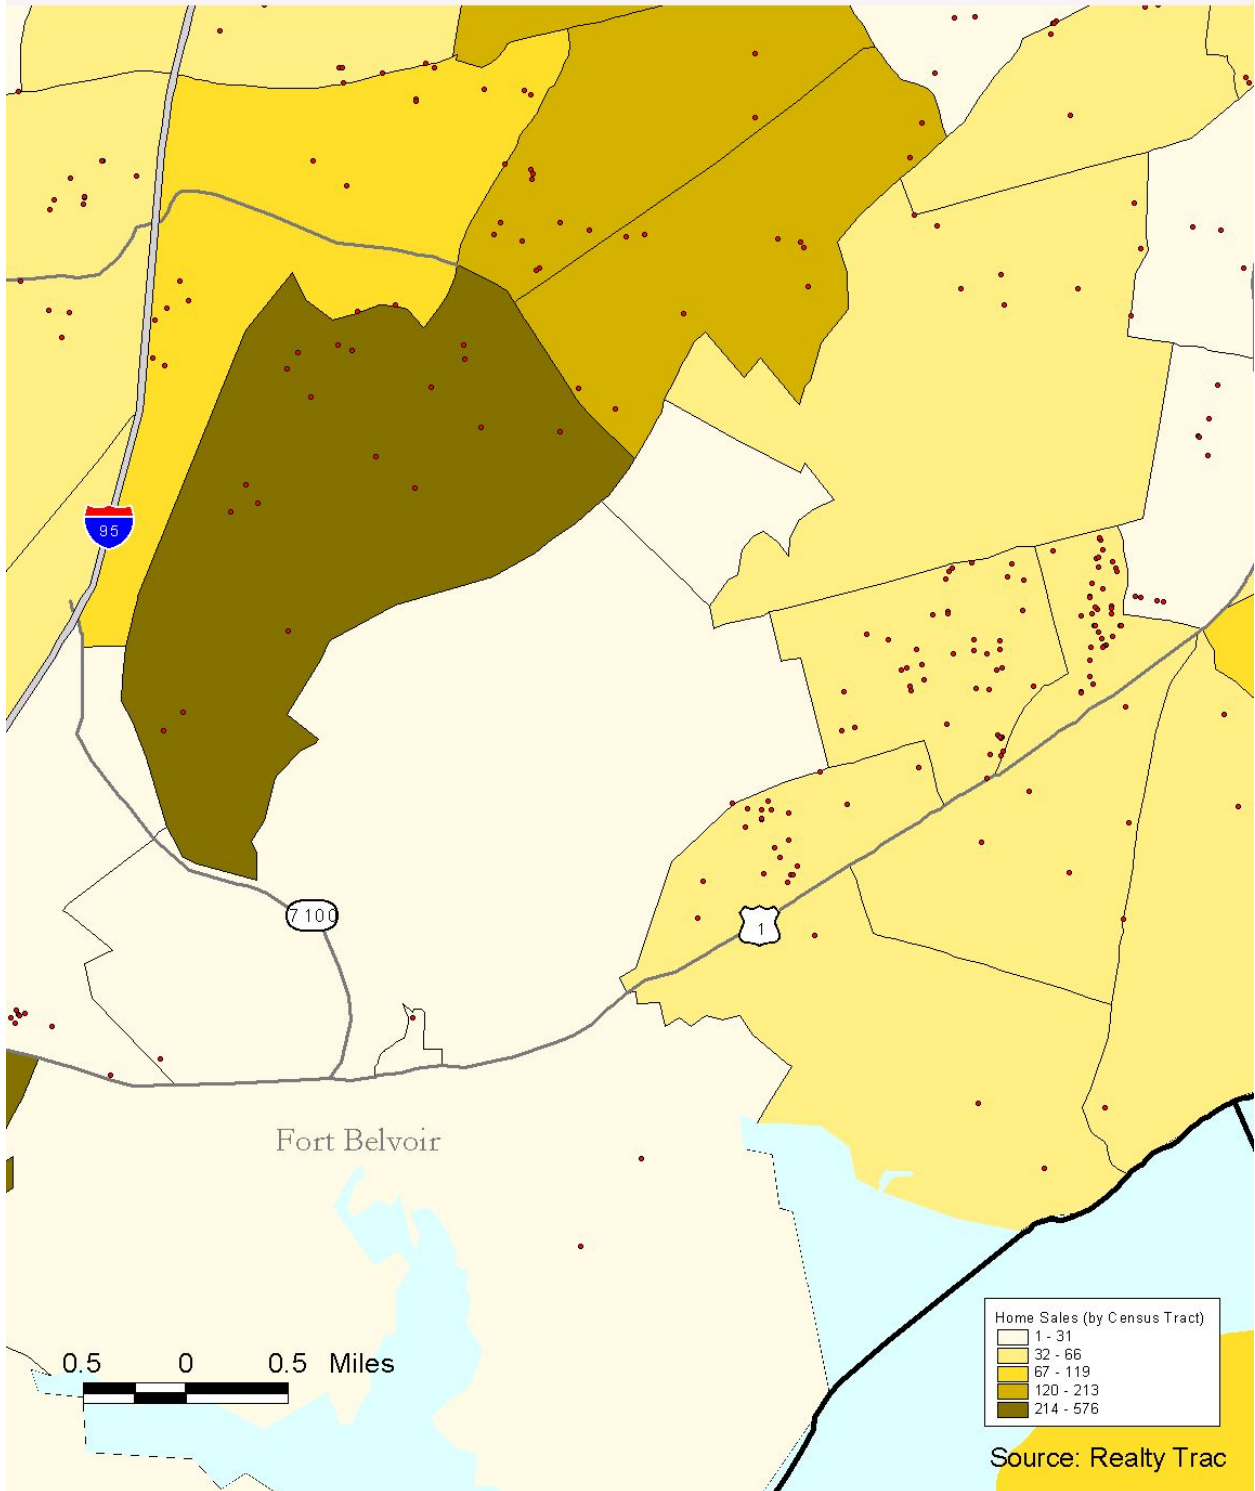 95
7100
1
Fort Belvoir
0.5 0 0.5 Miles
Home Sales (by Census Tract)
1 - 31
32 - 66
67 - 119
120 - 213
214 - 576
Source: Realty Trac